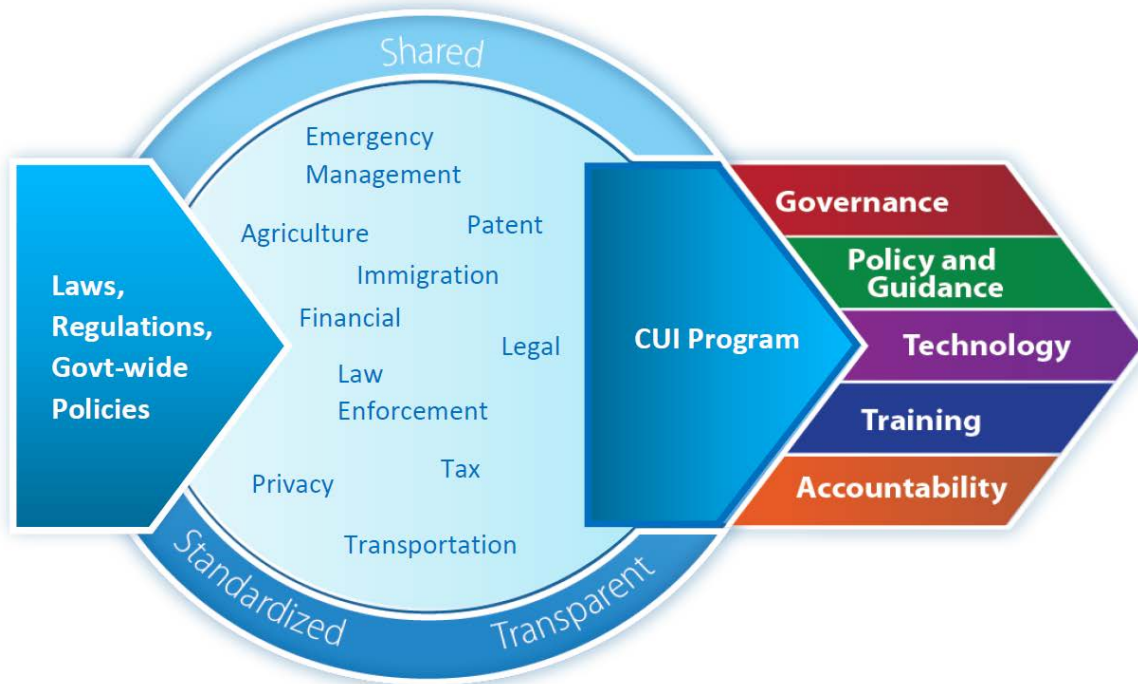 Shared
Emergency
Management
Agriculture
Patent
Immigration
Financial
Legal
Law
Enforcement
Tax
Privacy
Transportation
Standardized
Transparent
Laws,
Regulations,
Govt-wide
Policies
CUI Program
Governance
Policy and
Guidance
Technology
Training
Accountability